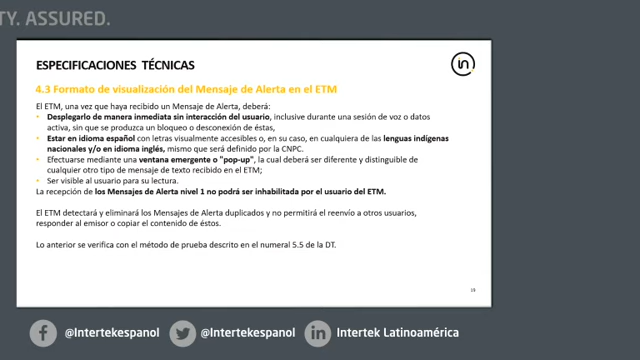 TY. ASSURED.
ESPECIFICACIONES TÉCNICAS
in
4.3 Formato de visualización del Mensaje de Alerta en el ETM
El ETM, una vez que haya recibido un Mensaje de Alerta, deberá:
• Desplegarlo de manera inmediata sin interacción del usuario, inclusive durante una sesión de voz o datos
activa, sin que se produzca un bloqueo o desconexión de éstas,
• Estar en idioma español con letras visualmente accesibles o, en su caso, en cualquiera de las lenguas indígenas
nacionales y/o en idioma inglés, mismo que será definido por la CNPC.
• Efectuarse mediante una ventana emergente o "pop-up", la cual deberá ser diferente y distinguible de
cualquier otro tipo de mensaje de texto recibido en el ETM;
• Ser visible al usuario para su lectura.
La recepción de los Mensajes de Alerta nivel 1 no podrá ser inhabilitada por el usuario del ETM.
El ETM detectará y eliminará los Mensajes de Alerta duplicados y no permitirá el reenvío a otros usuarios,
responder al emisor o copiar el contenido de éstos.
Lo anterior se verifica con el método de prueba descrito en el numeral 5.5 de la DT.
15
f @Intertekespanol @Intertekespanol in Intertek Latinoamérica